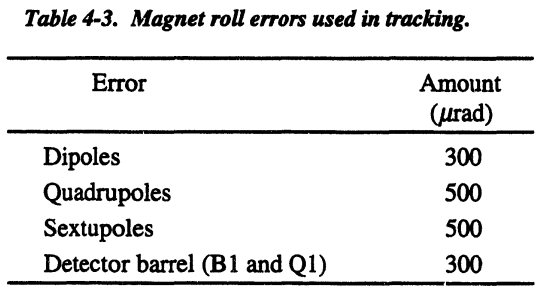 Table 4-3. Magnet roll errors used in tracking.
Error Amount
(μrad)
Dipoles 300
Quadrupoles 500
Sextupoles 500
Detector barrel (B1 and Q1) 300